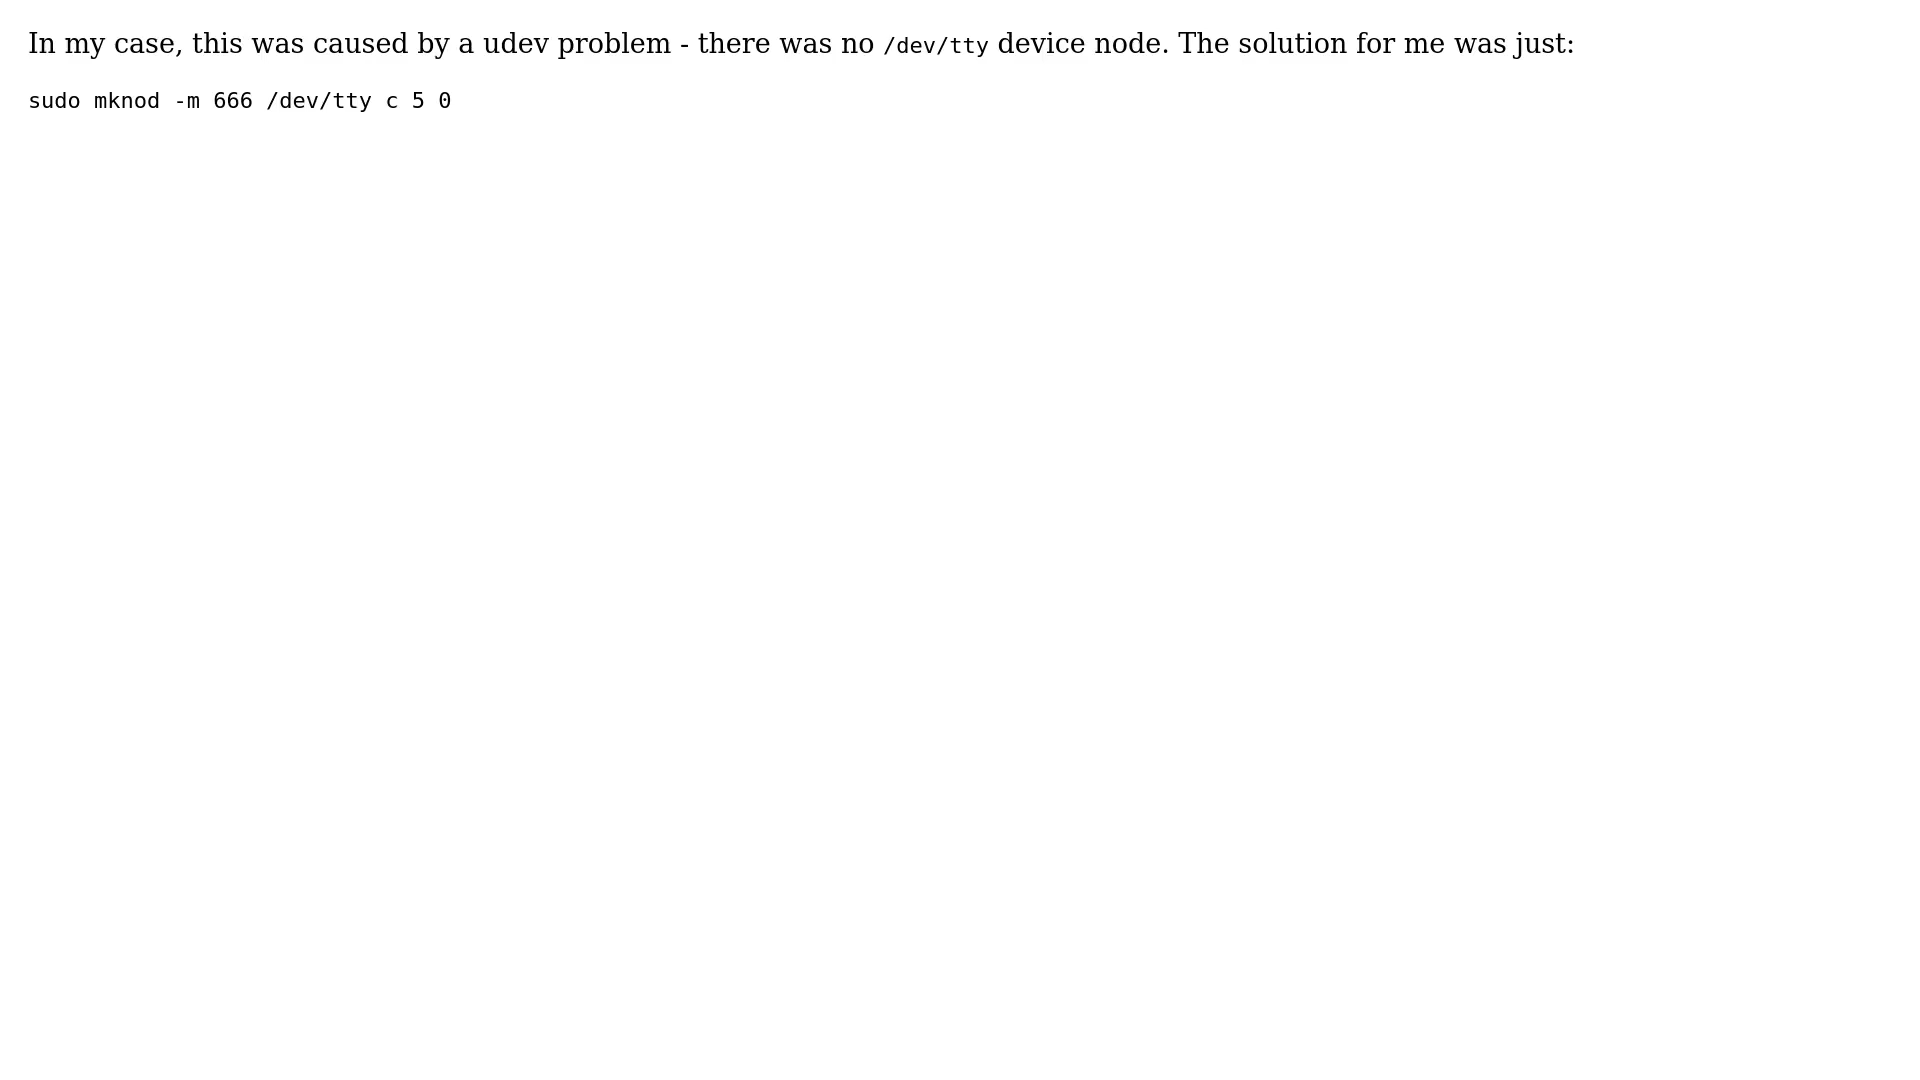 In my case, this was caused by a udev problem - there was no /dev/tty device node. The solution for me was just:
sudo mknod -m 666 /dev/tty c 5 0